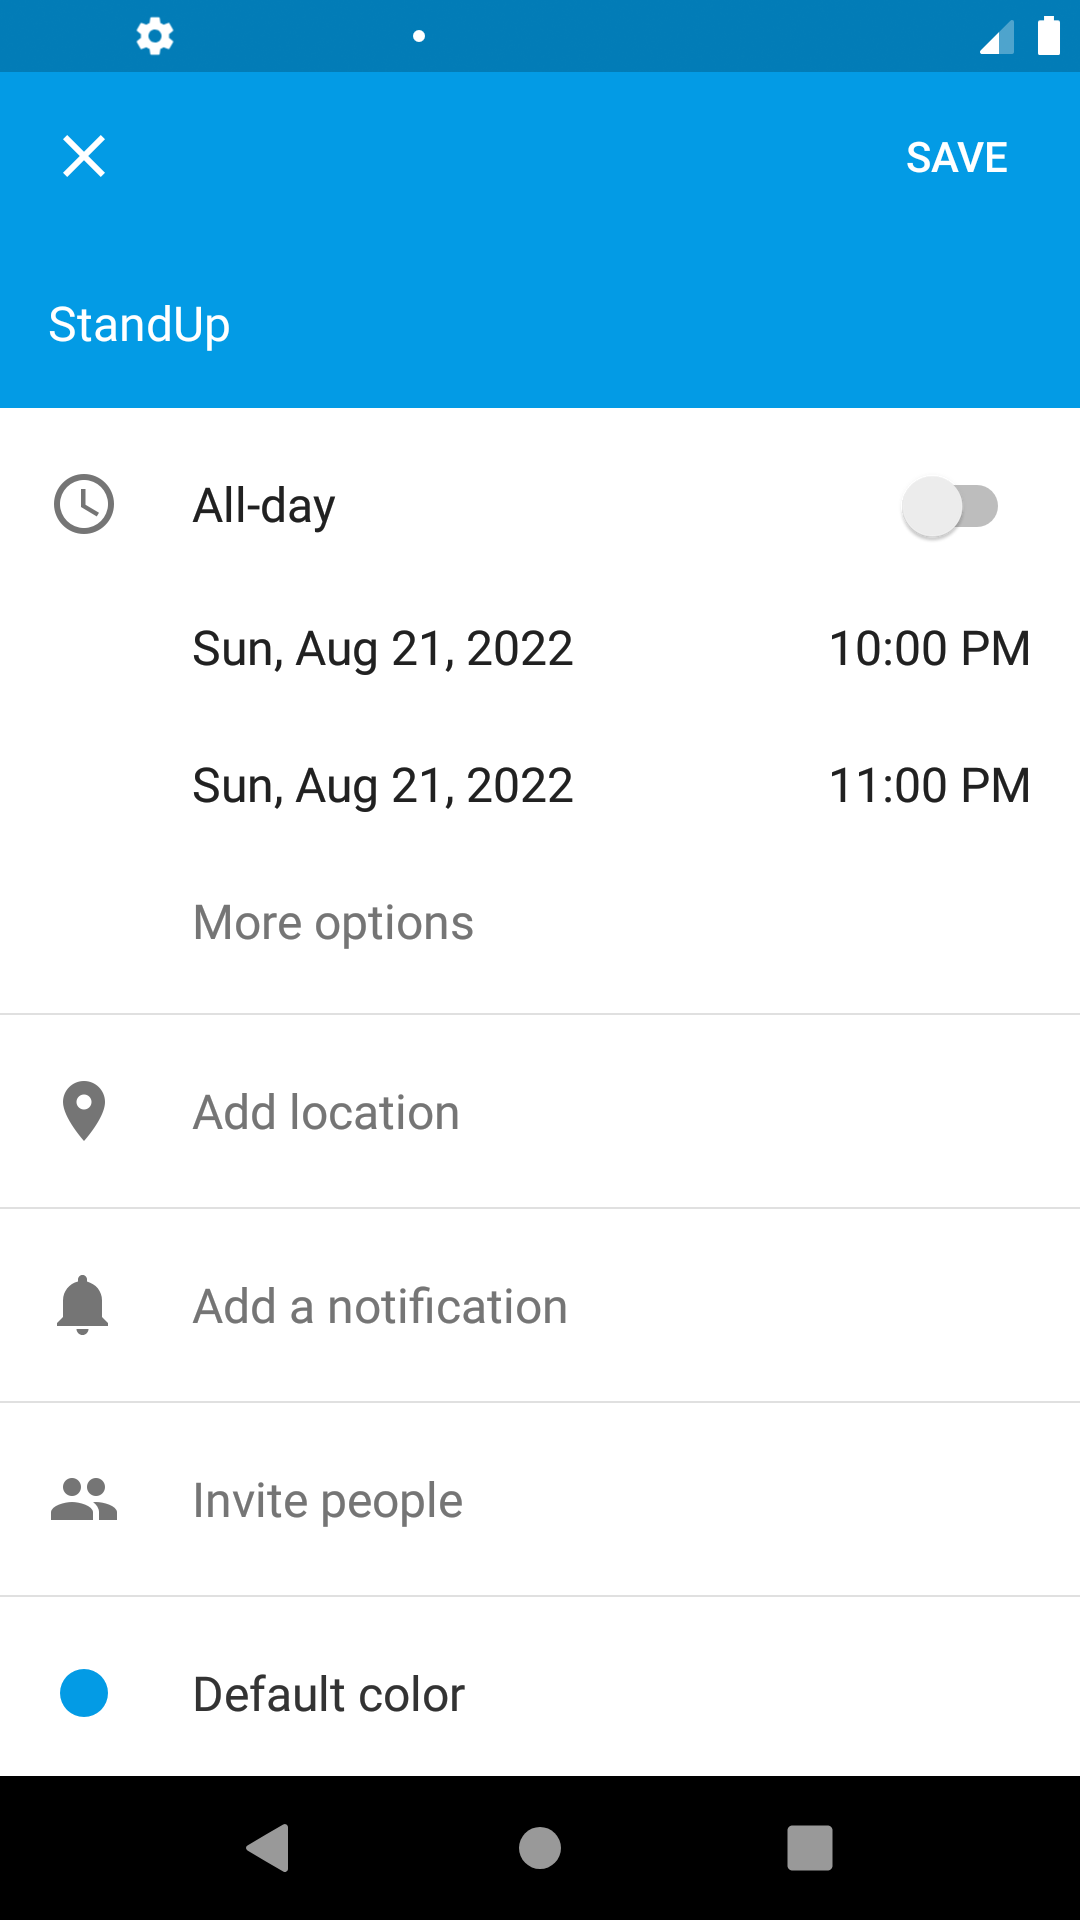 SAVE
StandUp
All-day
Sun, Aug 21, 2022 10:00 PM
Sun, Aug 21, 2022 11:00 PM
More options
Add location
Add a notification
Invite people
Default color